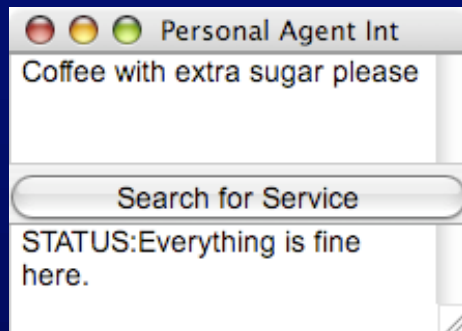 Personal Agent Int
Coffee with extra sugar please
Search for Service
STATUS:Everything is fine
here.